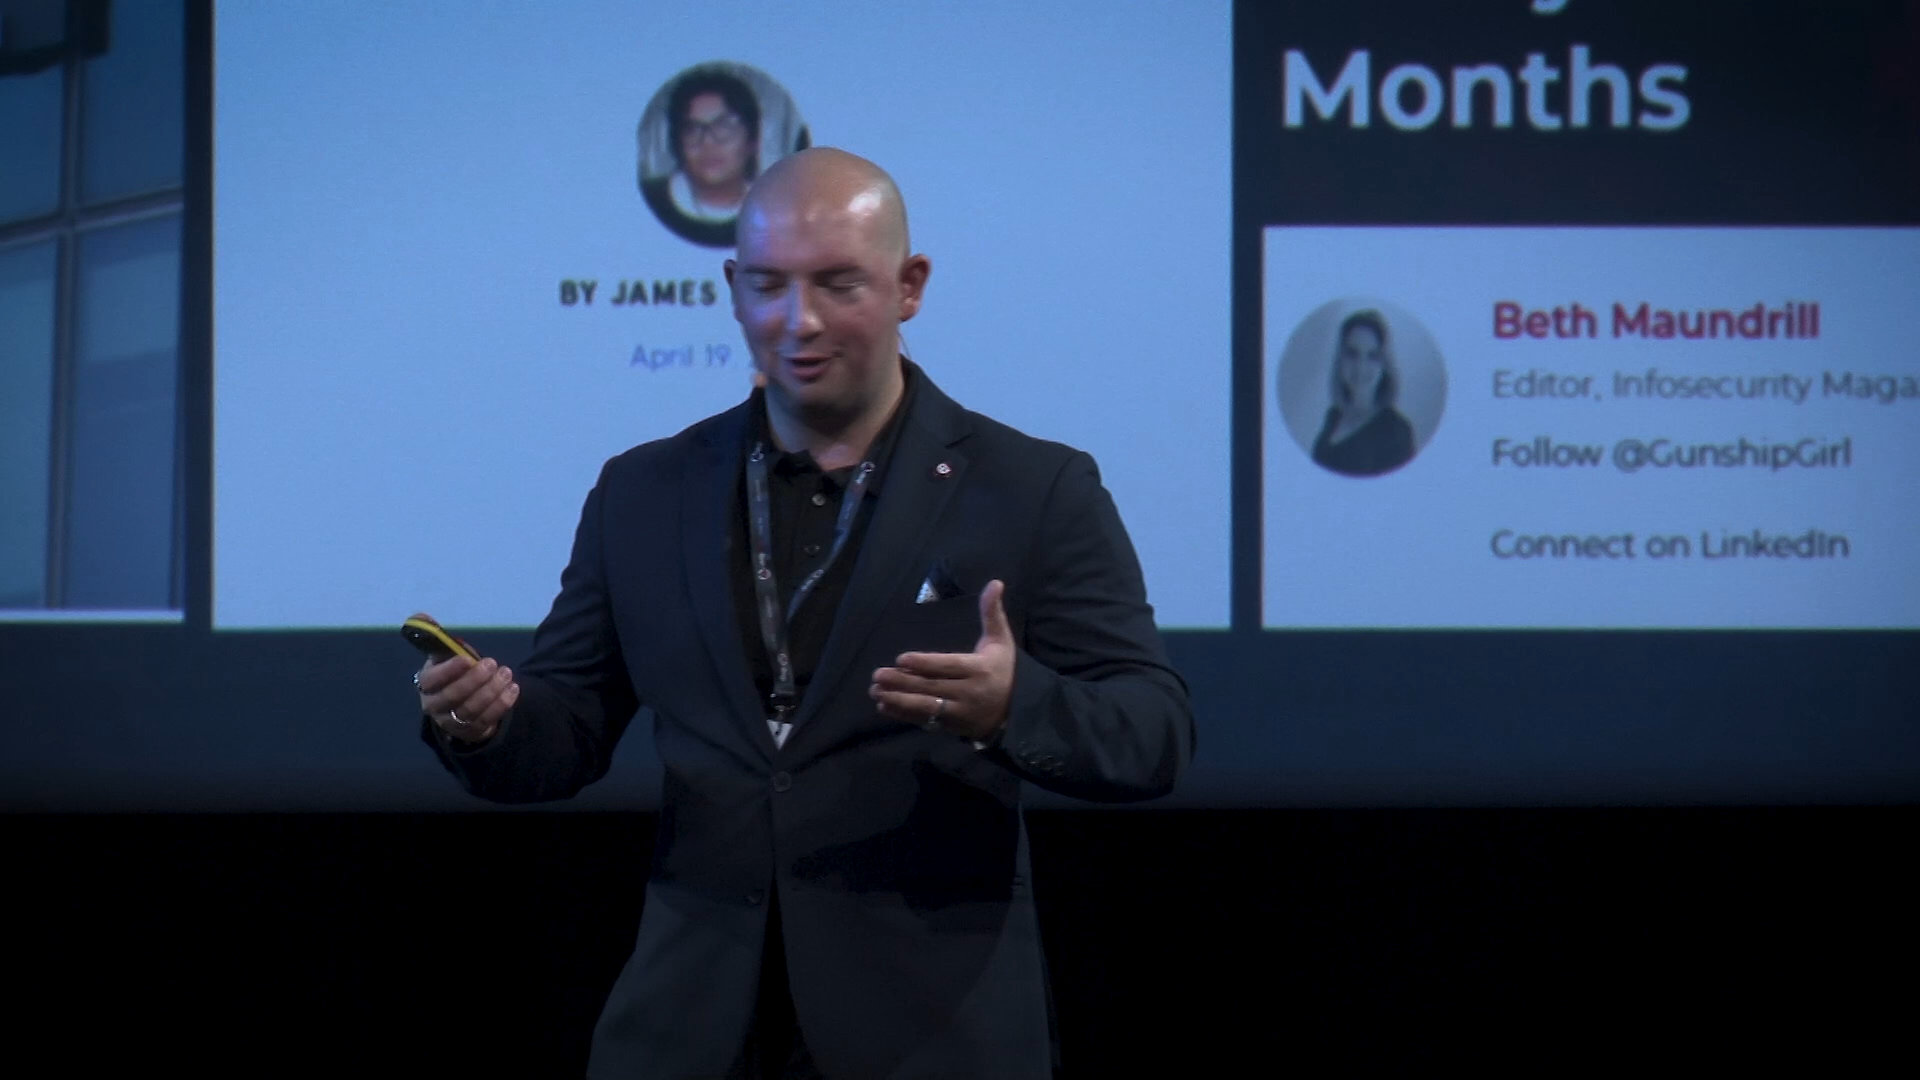 Months
BY JAMES
April 19
Beth Maundrill
Editor, Infosecurity Maga
Follow @GunshipGirl
Connect on LinkedIn